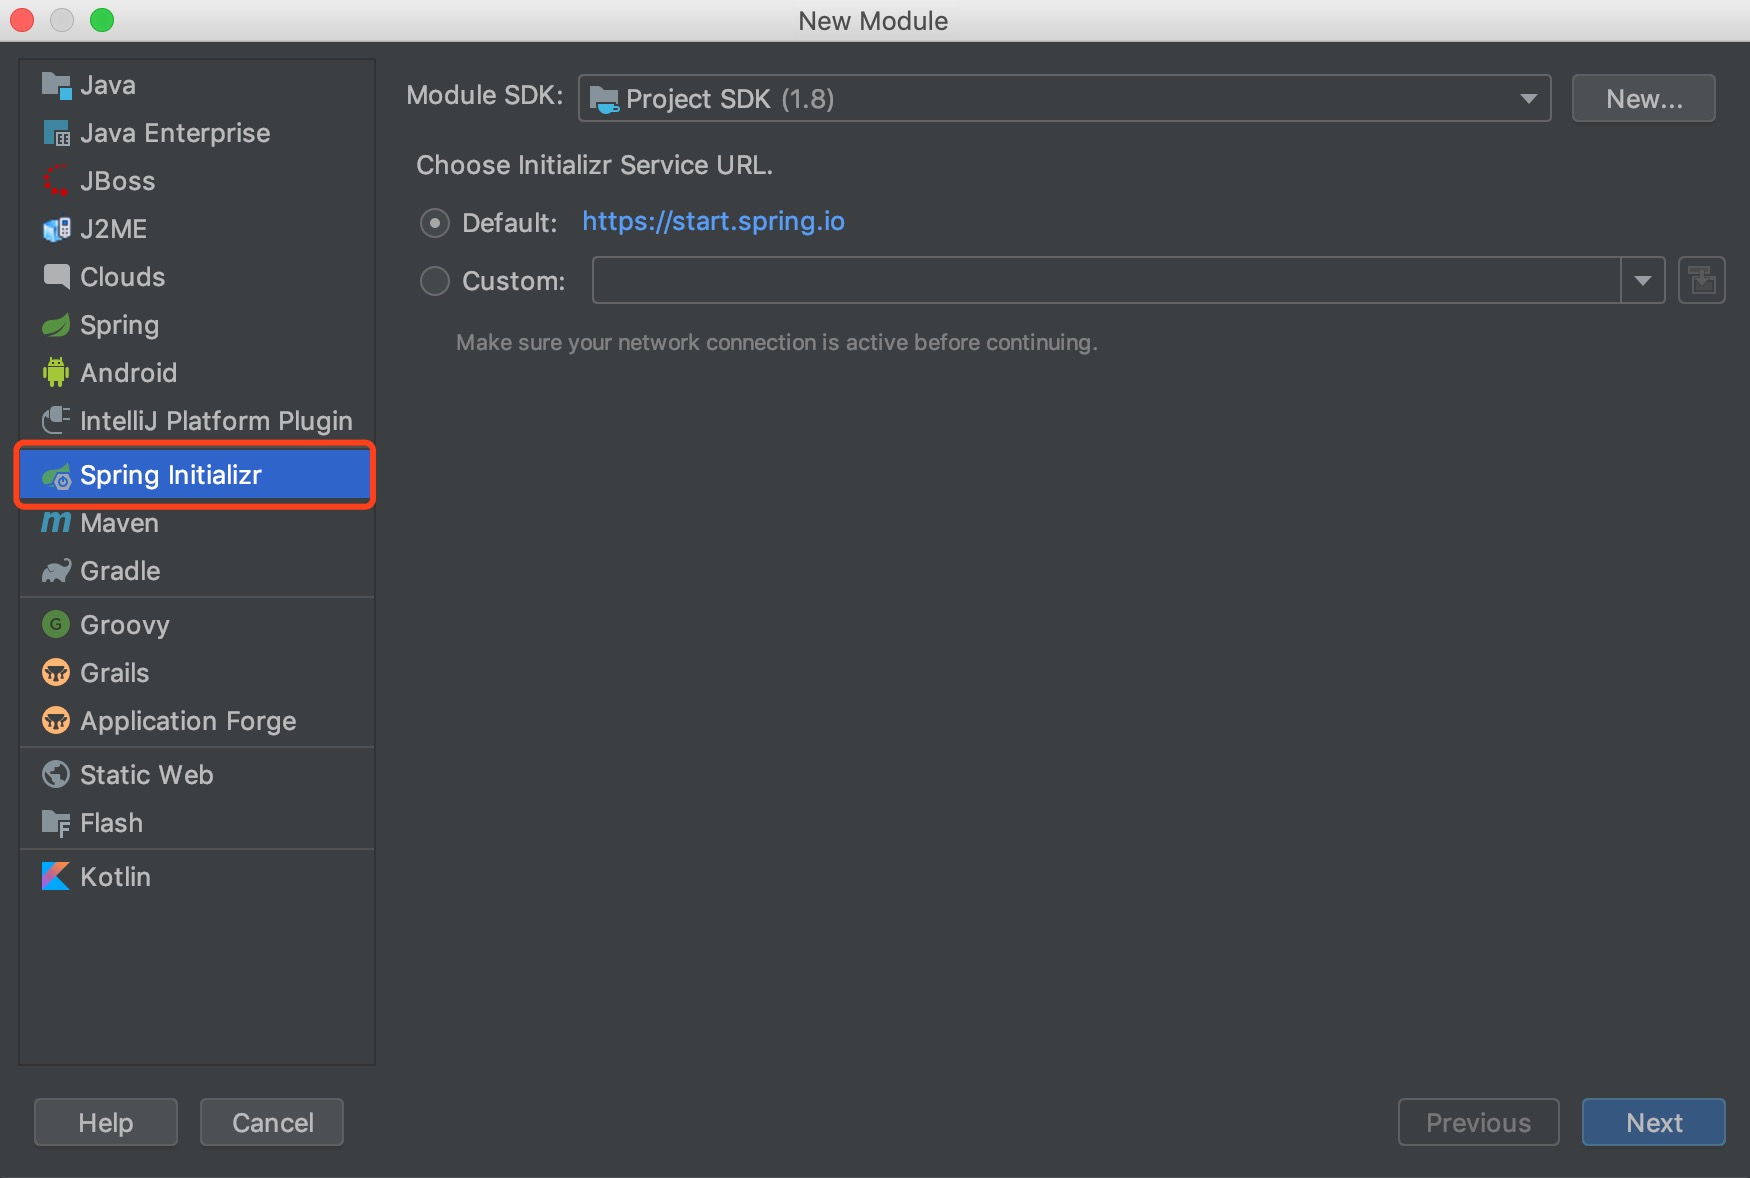 New Module
Java
Java Enterprise
JBoss
J2ME
Clouds
Spring
Android
IntelliJ Platform Plugin
Spring Initializr
Maven
Gradle
Groovy
Grails
Application Forge
Static Web
Flash
Kotlin
Module SDK: Project SDK (1.8) New...
Choose Initializr Service URL.
Default: https://start.spring.io
Custom:
Make sure your network connection is active before continuing.
Help Cancel Previous Next